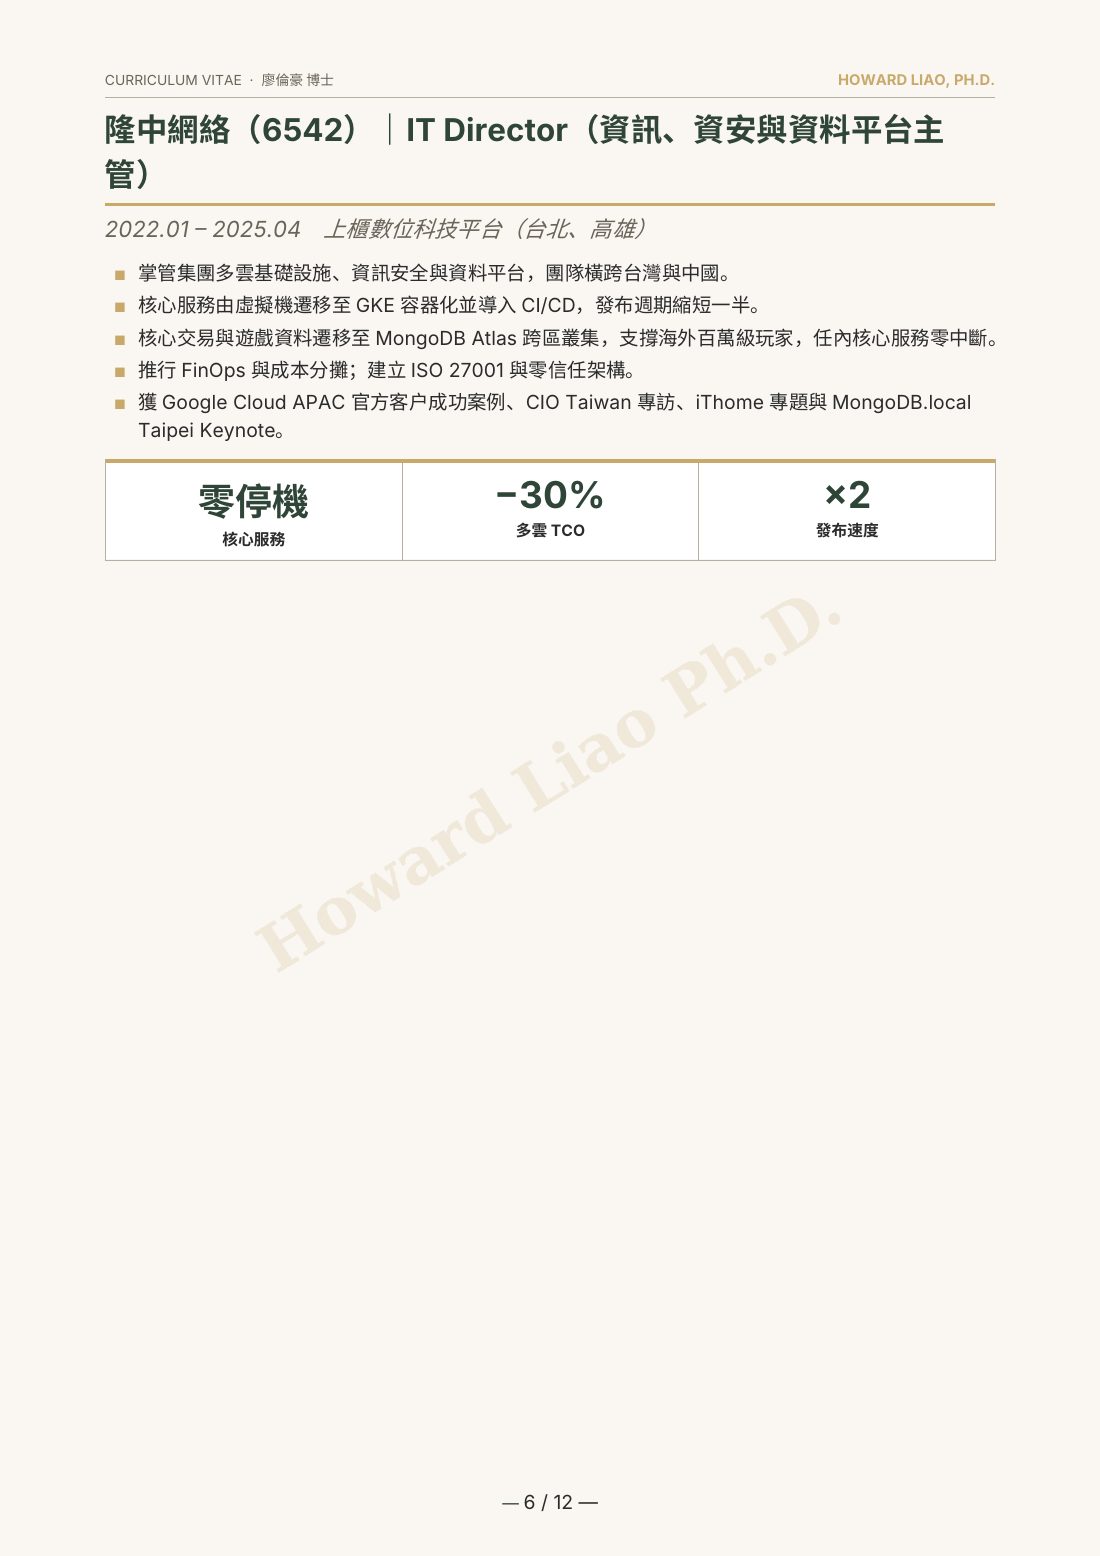 CURRICULUM VITAE · 廖倫豪 博士
HOWARD LIAO, PH.D.
隆中網絡（6542）｜IT Director（資訊、資安與資料平台主
管）
2022.01 – 2025.04　上櫃數位科技平台（台北、高雄）
■ 掌管集團多雲基礎設施、資訊安全與資料平台，團隊橫跨台灣與中國。
■ 核心服務由虛擬機遷移至 GKE 容器化並導入 CI/CD，發布週期縮短一半。
■ 核心交易與遊戲資料遷移至 MongoDB Atlas 跨區叢集，支撐海外百萬級玩家，任內核心服務零中斷。
■ 推行 FinOps 與成本分攤；建立 ISO 27001 與零信任架構。
■ 獲 Google Cloud APAC 官方客户成功案例、CIO Taiwan 專訪、iThome 專題與 MongoDB.local
Taipei Keynote。
零停機
核心服務
−30%
多雲 TCO
×2
發布速度
Howard Liao Ph.D.
— 6 / 12 —